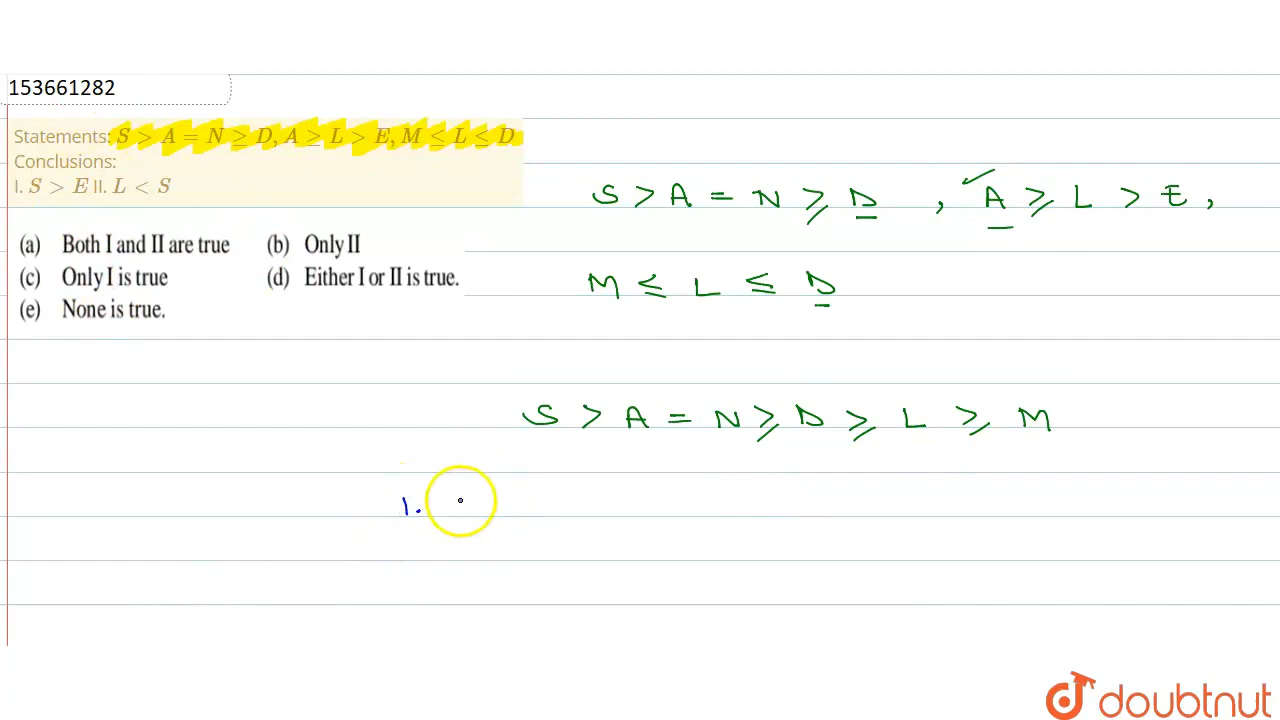 153661282
Statements: S > A = N ≥ D, A ≥ L > E, M ≤ L ≤ D
Conclusions:
I. S > E II. L < S
(a) Both I and II are true (b) Only II
(c) Only I is true (d) Either I or II is true.
(e) None is true.
S > A = N ≥ D , A ≥ L > E ,
M ≤ L ≤ D
S > A = N ≥ D ≥ L ≥ M
1.
doubtnut